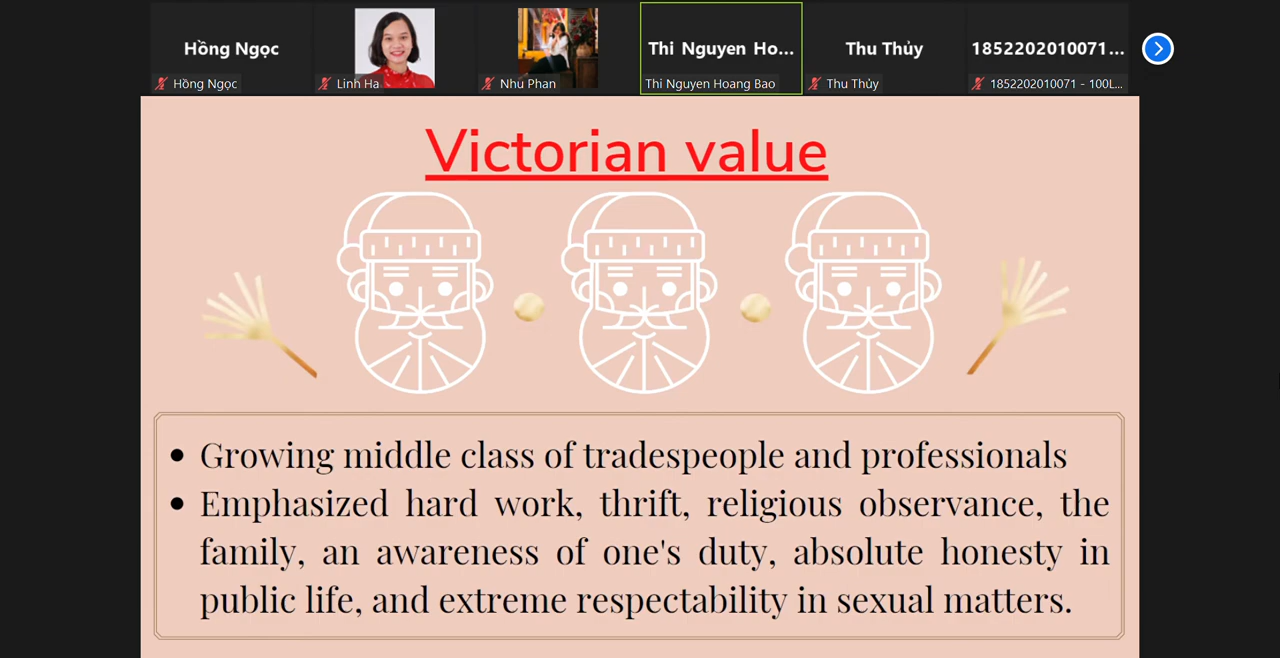 Hồng Ngọc
Thi Nguyen Ho...
Thu Thủy
1852202010071...
Hồng Ngọc
Linh Ha
Nhu Phan
Thi Nguyen Hoang Bao
Thu Thủy
1852202010071 - 100L...
Victorian value
• Growing middle class of tradespeople and professionals
• Emphasized hard work, thrift, religious observance, the
family, an awareness of one's duty, absolute honesty in
public life, and extreme respectability in sexual matters.